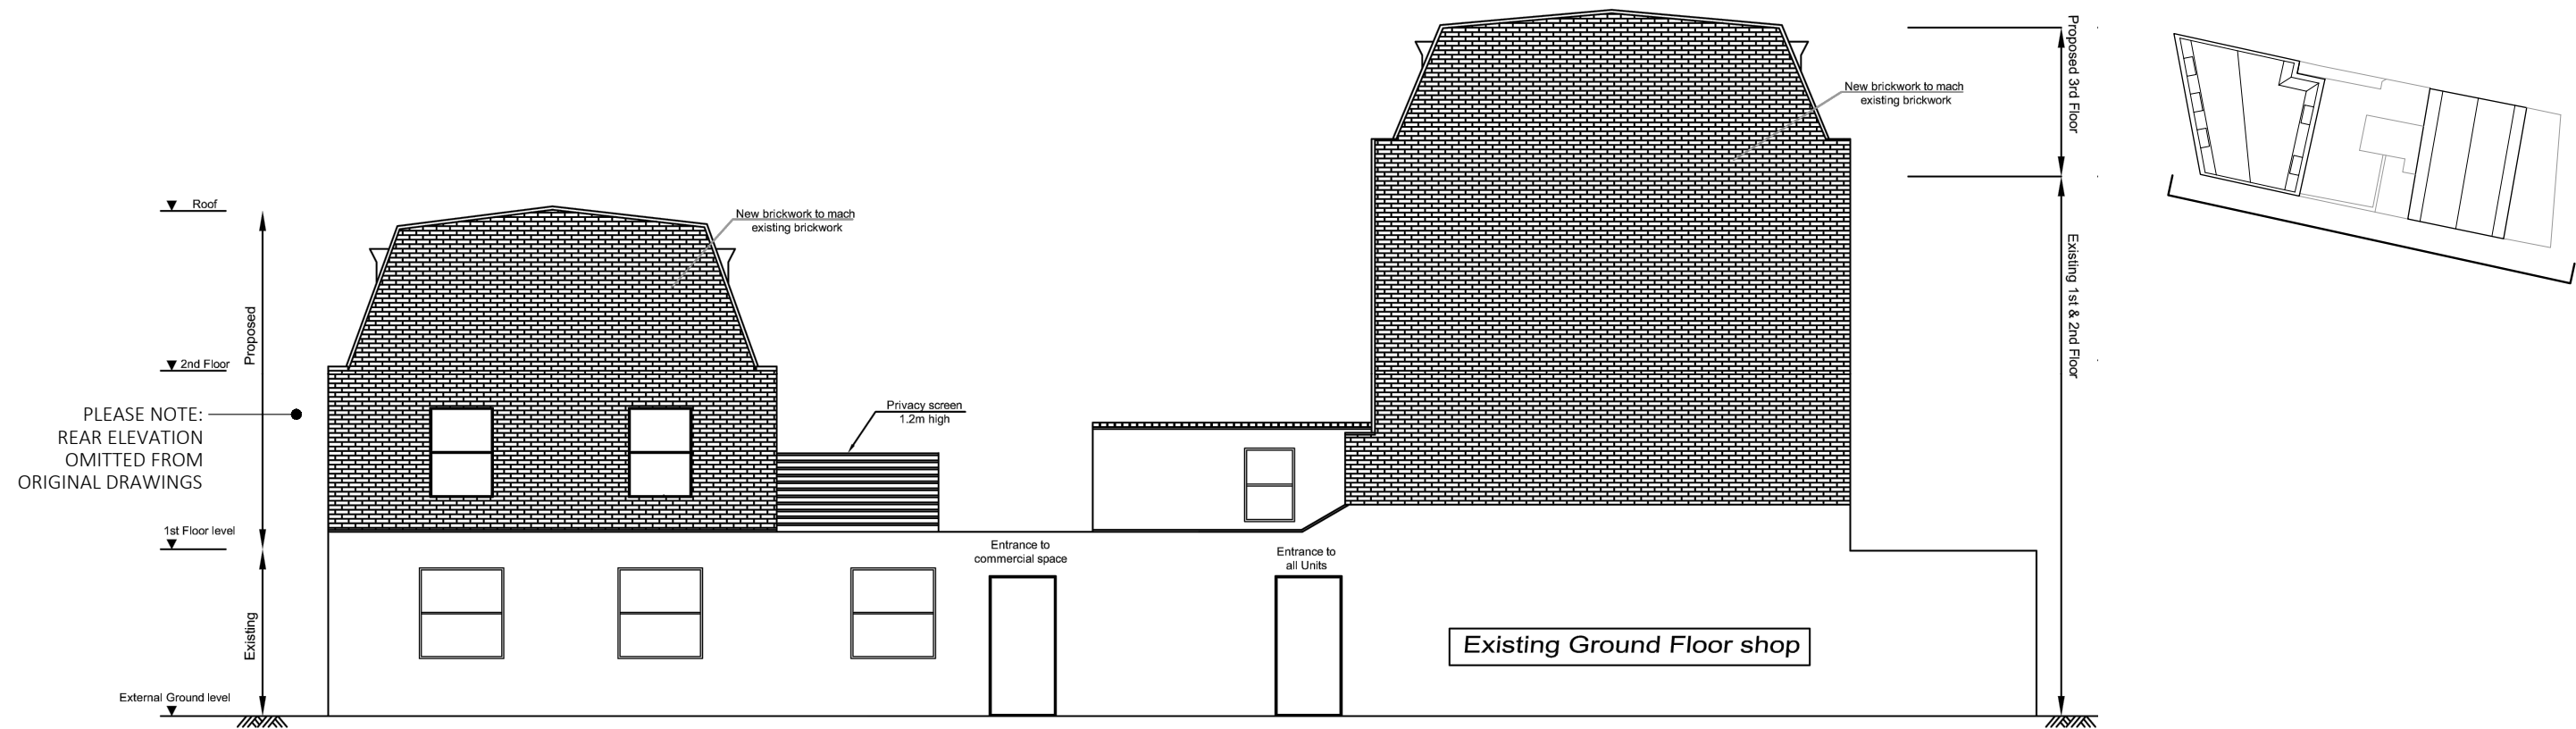 Roof
2nd Floor
Proposed
PLEASE NOTE:
REAR ELEVATION
OMITTED FROM
ORIGINAL DRAWINGS
1st Floor level
Existing
External Ground level
New brickwork to mach
existing brickwork
Privacy screen
1.2m high
Entrance to
commercial space
Entrance to
all Units
Existing Ground Floor shop
New brickwork to mach
existing brickwork
Proposed 3rd Floor
Existing 1st & 2nd Floor